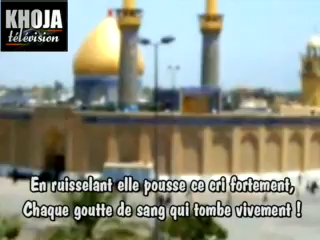 KHOJA
télévision
En ruisselant elle pousse ce cri fortement,
Chaque goutte de sang qui tombe vivement !